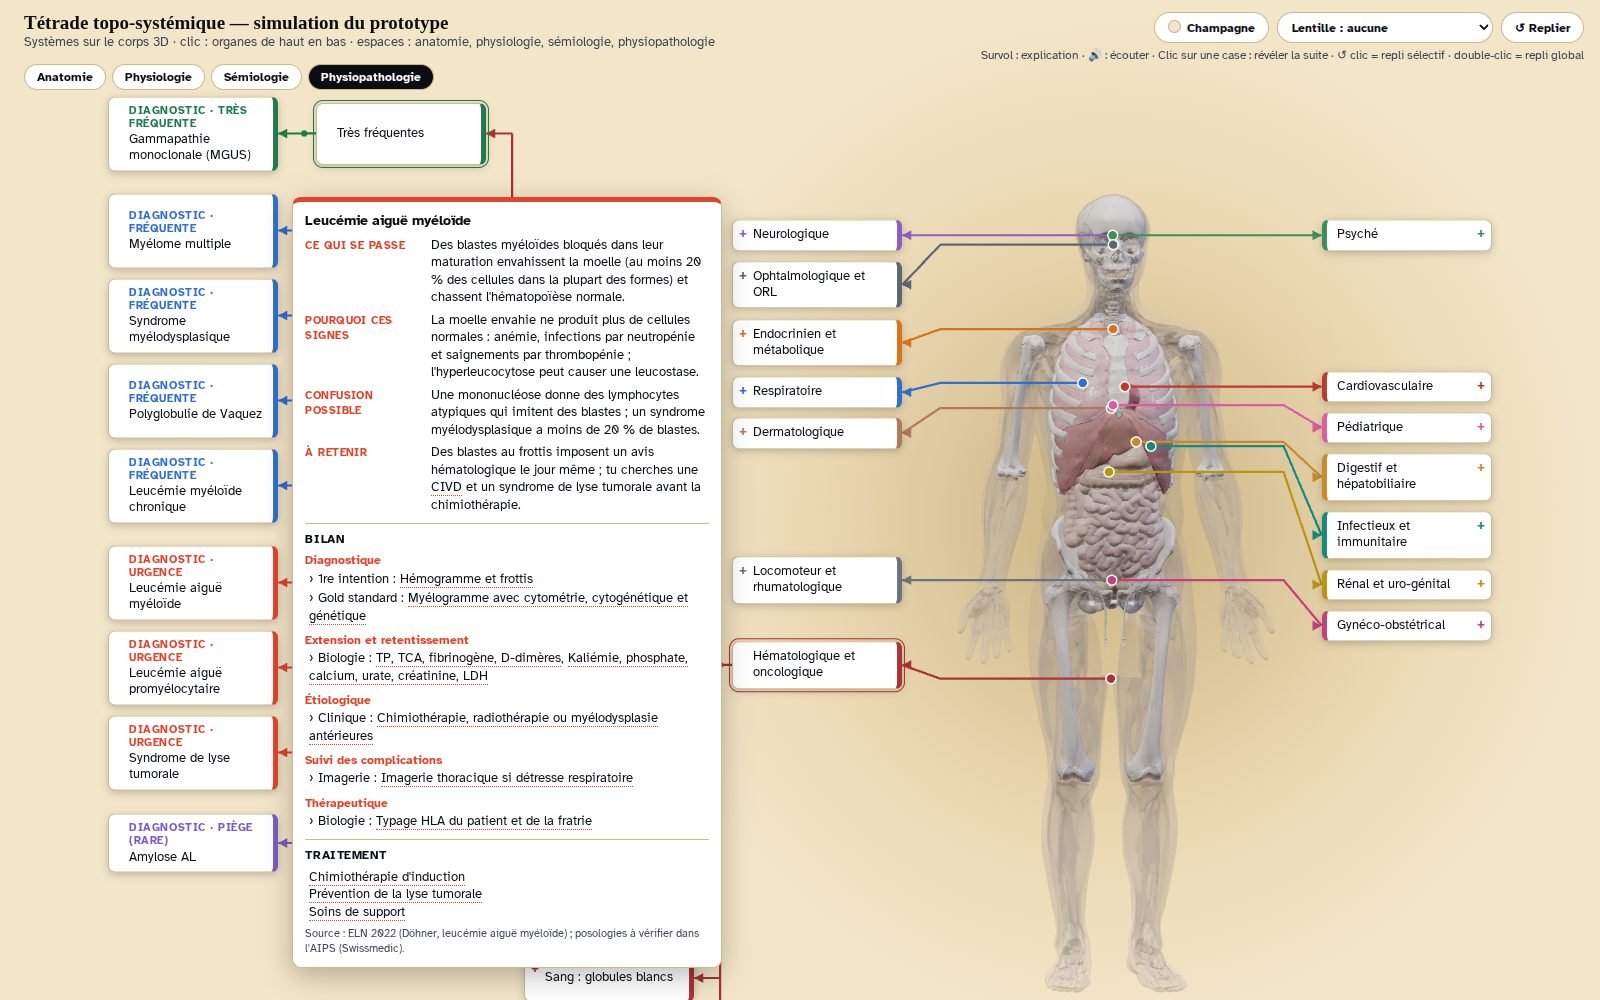 Tétrade topo-systémique — simulation du prototype
Systèmes sur le corps 3D · clic : organes de haut en bas · espaces : anatomie, physiologie, sémiologie, physiopathologie
Champagne
Lentille : aucune
↺ Replier
Survol : explication · 🔊 : écouter · Clic sur une case : révéler la suite · ↺ clic = repli sélectif · double-clic = repli global
Anatomie
Physiologie
Sémiologie
Physiopathologie
DIAGNOSTIC · TRÈS
FRÉQUENTE
Gammapathie
monoclonale (MGUS)
Très fréquentes
DIAGNOSTIC ·
FRÉQUENTE
Myélome multiple
DIAGNOSTIC ·
FRÉQUENTE
Syndrome
myélodysplasique
DIAGNOSTIC ·
FRÉQUENTE
Polyglobulie de Vaquez
DIAGNOSTIC ·
FRÉQUENTE
Leucémie myéloïde
chronique
DIAGNOSTIC ·
URGENCE
Leucémie aiguë
myéloïde
DIAGNOSTIC ·
URGENCE
Leucémie aiguë
promyélocytaire
DIAGNOSTIC ·
URGENCE
Syndrome de lyse
tumorale
DIAGNOSTIC · PIÈGE
(RARE)
Amylose AL
Leucémie aiguë myéloïde
CE QUI SE PASSE
Des blastes myéloïdes bloqués dans leur
maturation envahissent la moelle (au moins 20
% des cellules dans la plupart des formes) et
chassent l'hématopoïèse normale.
POURQUOI CES
SIGNES
La moelle envahie ne produit plus de cellules
normales : anémie, infections par neutropénie
et saignements par thrombopénie ;
l'hyperleucocytose peut causer une leucostase.
CONFUSION
POSSIBLE
Une mononucléose donne des lymphocytes
atypiques qui imitent des blastes ; un syndrome
myélodysplasique a moins de 20 % de blastes.
À RETENIR
Des blastes au frottis imposent un avis
hématologique le jour même ; tu cherches une
CIVD et un syndrome de lyse tumorale avant la
chimiothérapie.
BILAN
Diagnostique
› 1re intention : Hémogramme et frottis
› Gold standard : Myélogramme avec cytométrie, cytogénétique et
génétique
Extension et retentissement
› Biologie : TP, TCA, fibrinogène, D-dimères, Kaliémie, phosphate,
calcium, urate, créatinine, LDH
Étiologique
› Clinique : Chimiothérapie, radiothérapie ou myélodysplasie
antérieures
Suivi des complications
› Imagerie : Imagerie thoracique si détresse respiratoire
Thérapeutique
› Biologie : Typage HLA du patient et de la fratrie
TRAITEMENT
Chimiothérapie d'induction
Prévention de la lyse tumorale
Soins de support
Source : ELN 2022 (Döhner, leucémie aiguë myéloïde) ; posologies à vérifier dans
l'AIPS (Swissmedic).
+ Sang : globules blancs
+ Neurologique
+ Ophtalmologique et
ORL
+ Endocrinien et
métabolique
+ Respiratoire
+ Dermatologique
+ Locomoteur et
rhumatologique
Hématologique et
oncologique
Psyché +
Cardiovasculaire +
Pédiatrique +
Digestif et +
hépatobiliaire
Infectieux et +
immunitaire
Rénal et uro-génital +
Gynéco-obstétrical +